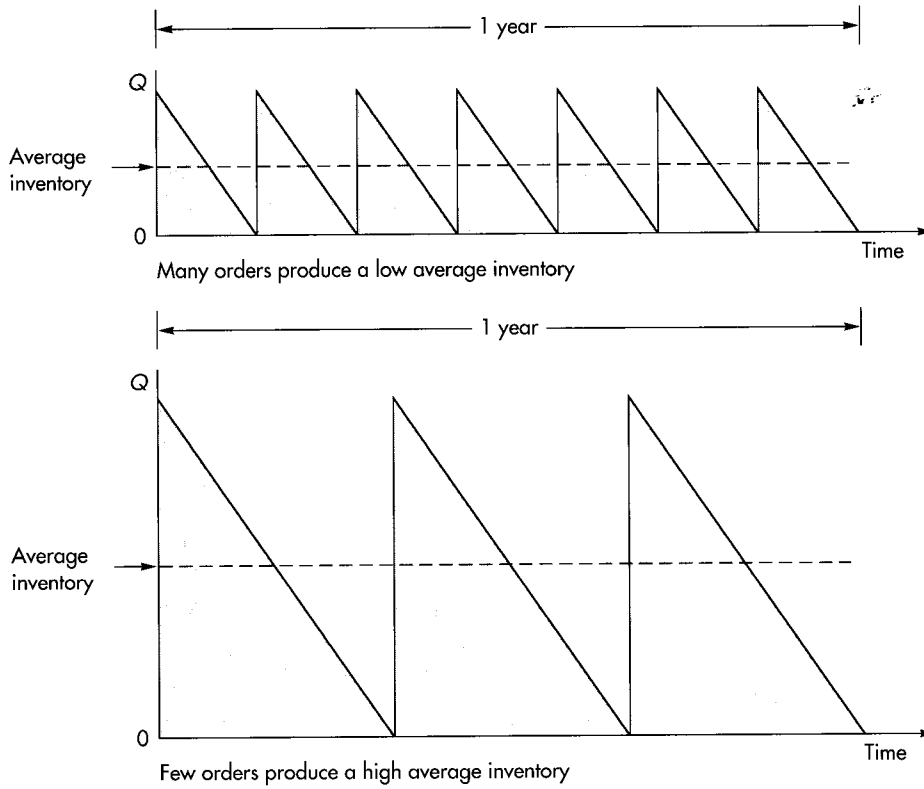 1 year
Q
Average
inventory
0
Time
Many orders produce a low average inventory
1 year
Q
Average
inventory
0
Time
Few orders produce a high average inventory